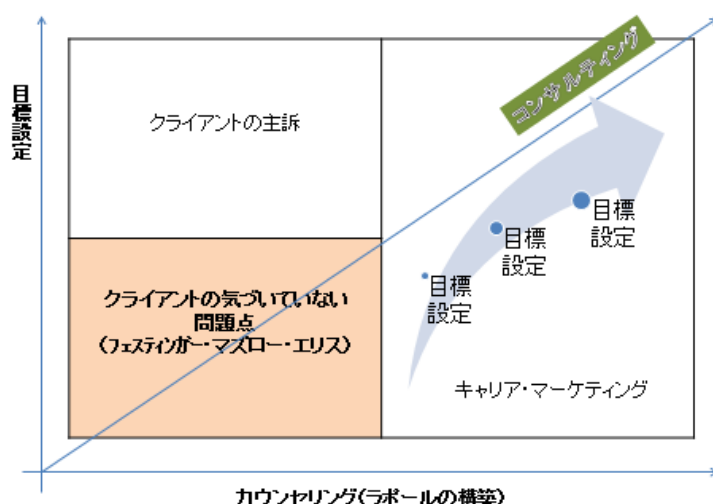 目標設定
クライアントの主訴
コンサルティング
目標
設定
目標
設定
目標
設定
クライアントの気づいていない
問題点
(フェスティンガー・マズロー・エリス)
キャリア・マーケティング
カウンセリング(ラポールの構築)